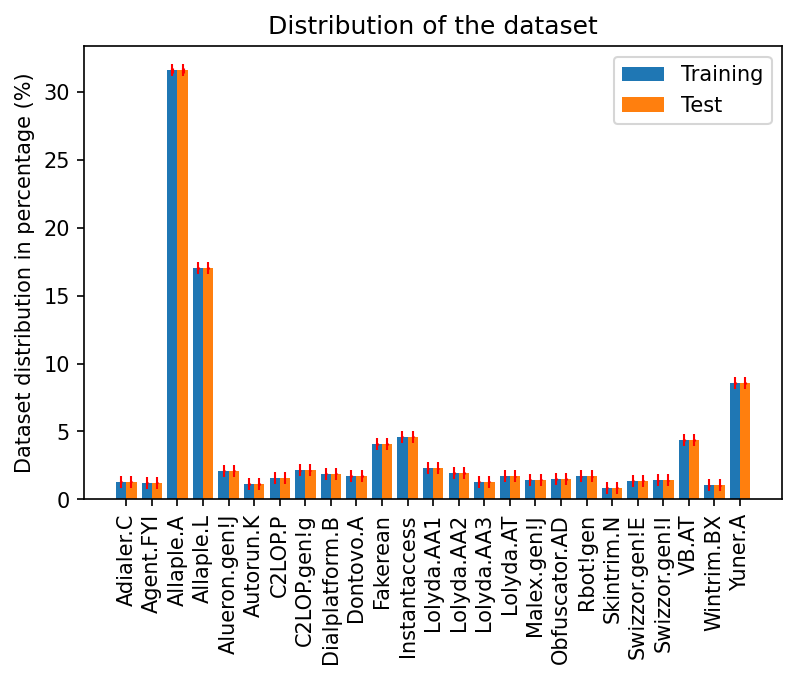 Distribution of the dataset
Dataset distribution in percentage (%)
30
25
20
15
10
5
0
Training
Test
Adialer.C
Agent.FYI
Allaple.A
Allaple.L
Alueron.gen!J
Autorun.K
C2LOP.P
C2LOP.gen!g
Dialplatform.B
Dontovo.A
Fakerean
Instantaccess
Lolyda.AA1
Lolyda.AA2
Lolyda.AA3
Lolyda.AT
Malex.gen!J
Obfuscator.AD
Rbot!gen
Skintrim.N
Swizzor.gen!E
Swizzor.gen!I
VB.AT
Wintrim.BX
Yuner.A